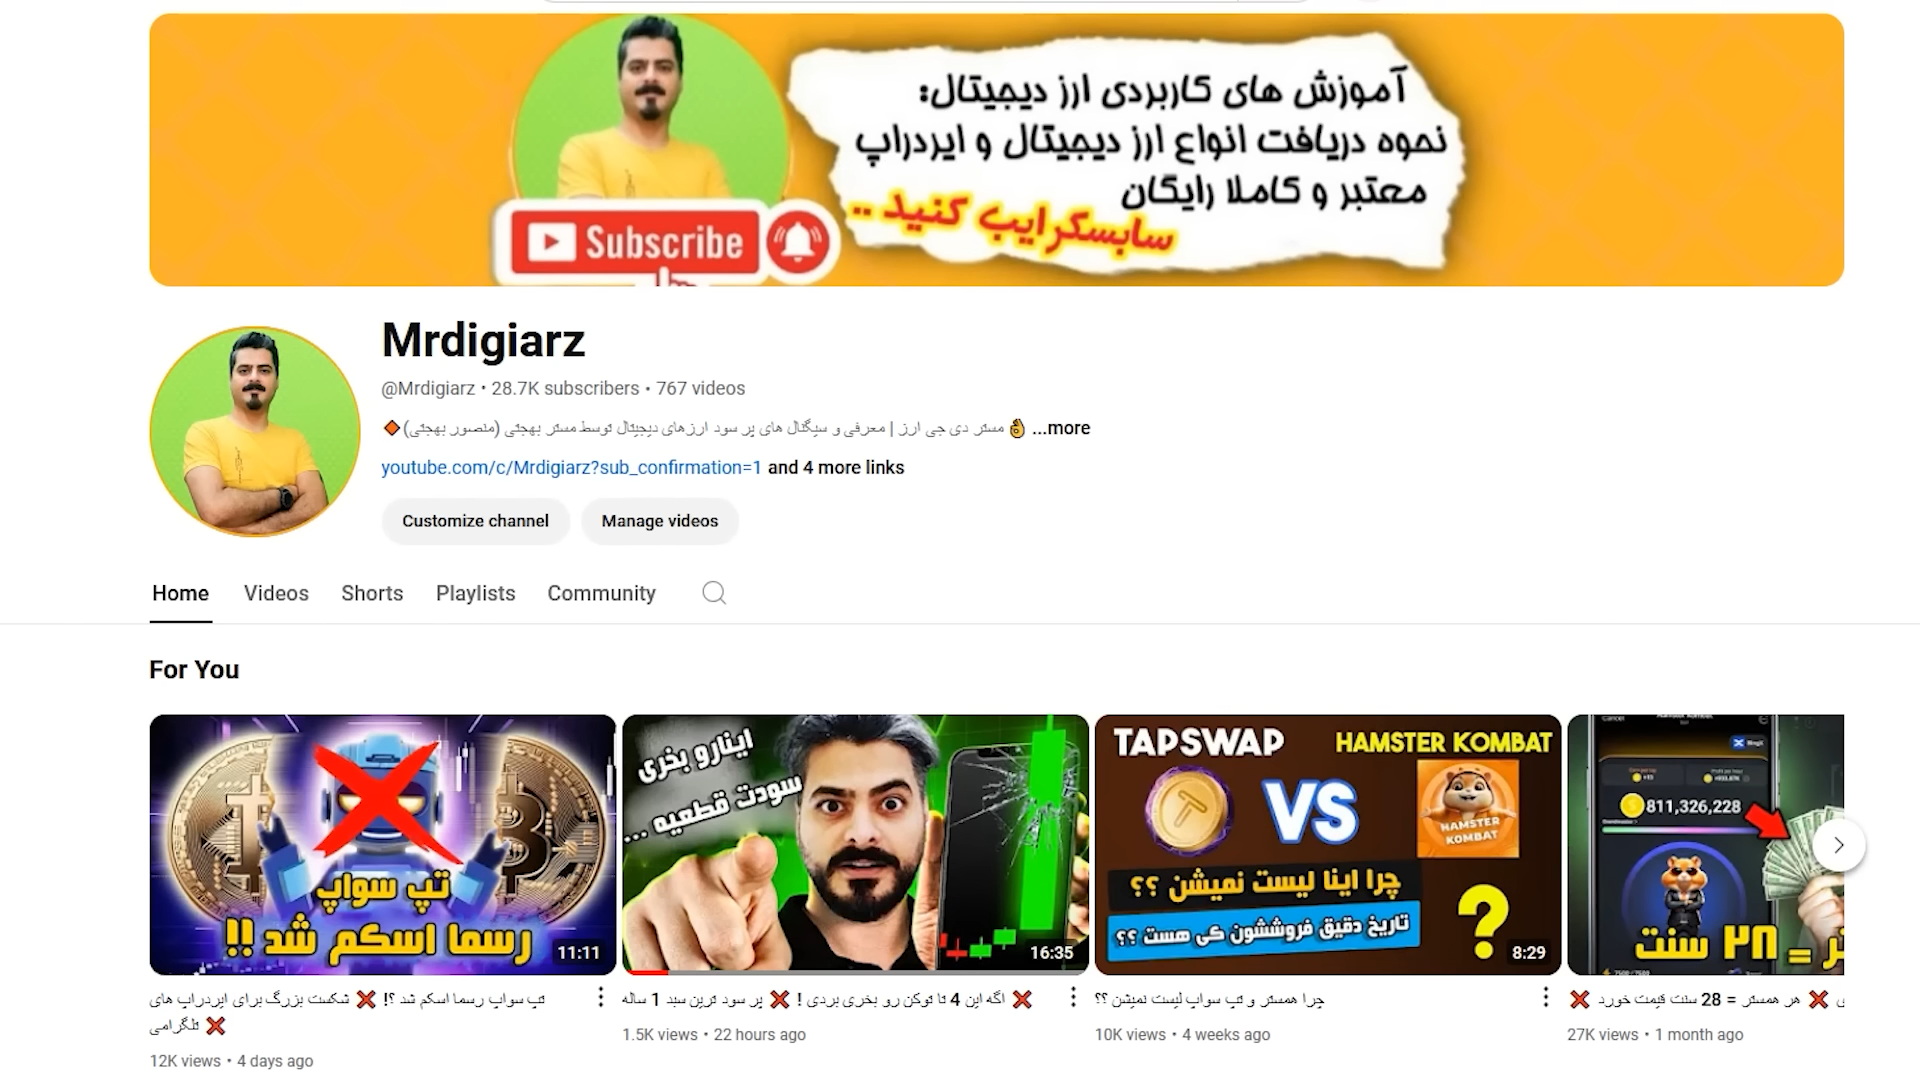 آموزش های کاربردی ارز دیجیتال:
نحوه دریافت انواع ارز دیجیتال و ایردراپ
معتبر و کاملا رایگان
سابسکرایب کنید ..
Subscribe
Mrdigiarz
@Mrdigiarz • 28.7K subscribers • 767 videos
🔶 مستر دی جی ارز | معرفی و سیگنال های پر سود ارزهای دیجیتال توسط مستر بهجتی (منصور بهجتی) 👌 ...more
youtube.com/c/Mrdigiarz?sub_confirmation=1 and 4 more links
Customize channel Manage videos
Home Videos Shorts Playlists Community
For You
تپ سواپ
رسما اسکم شد !!
11:11
اینارو بخری
سودت قطعیه ...
16:35
TAPSWAP
HAMSTER KOMBAT
VS
HAMSTER
KOMBAT
چرا اینا لیست نمیشن ؟؟
تاریخ دقیق فروششون کی هست ؟؟
?
8:29
811,326,228
تر = ۲۸ سنت
تپ سواپ رسما اسکم شد ؟! ❌ شکست بزرگ برای ایردراپ های
تلگرامی ❌
12K views • 4 days ago
❌ اگه این 4 تا توکن رو بخری بردی ! ❌ پر سود ترین سبد 1 ساله
1.5K views • 22 hours ago
چرا همستر و تپ سواپ لیست نمیشن ؟؟
10K views • 4 weeks ago
ی ❌ هر همستر = 28 سنت قیمت خورد ❌
27K views • 1 month ago